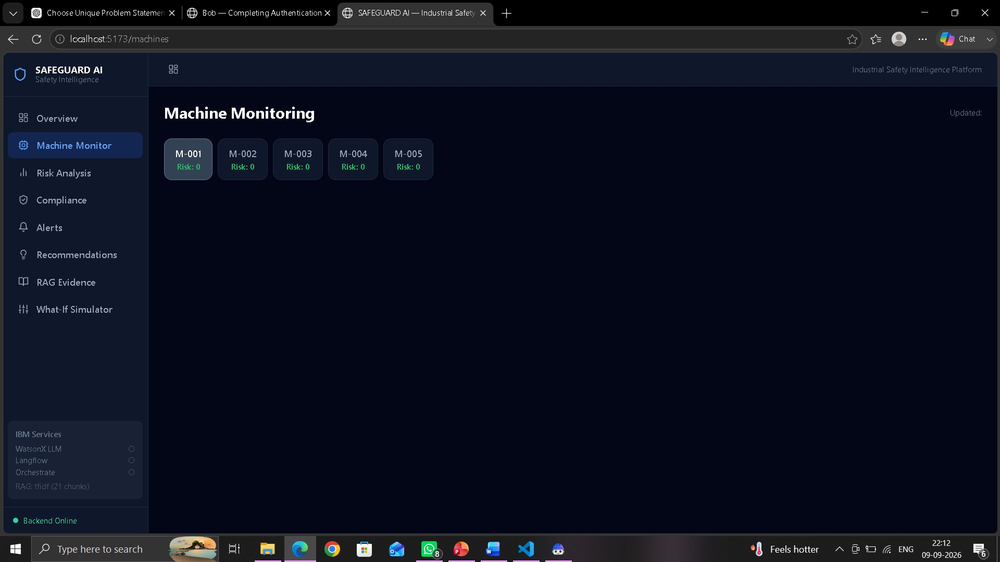 Choose Unique Problem Statemen
Bob — Completing Authentication
SAFEGUARD AI — Industrial Safety
localhost:5173/machines
Chat
SAFEGUARD AI
Safety Intelligence
Industrial Safety Intelligence Platform
Overview
Machine Monitor
Risk Analysis
Compliance
Alerts
Recommendations
RAG Evidence
What-If Simulator
Machine Monitoring
Updated:
M-001
Risk: 0
M-002
Risk: 0
M-003
Risk: 0
M-004
Risk: 0
M-005
Risk: 0
IBM Services
WatsonX LLM
Langflow
Orchestrate
RAG: tfidf (21 chunks)
Backend Online
Type here to search
8
Feels hotter
ENG
22:12
09-09-2026
6